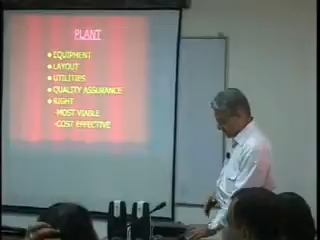 PLANT
• EQUIPMENT
• LAYOUT
• UTILITIES
• QUALITY ASSURANCE
• RIGHT
-MOST VIABLE
-COST EFFECTIVE